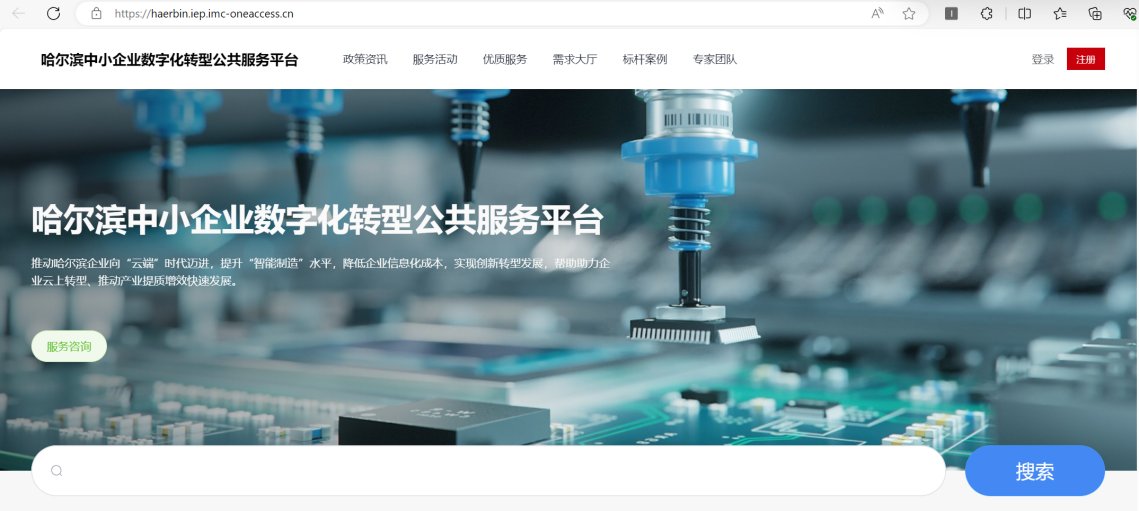 https://haerbin.iep.imc-oneaccess.cn
哈尔滨中小企业数字化转型公共服务平台 政策资讯 服务活动 优质服务 需求大厅 标杆案例 专家团队 登录 注册
哈尔滨中小企业数字化转型公共服务平台
推动哈尔滨企业向“云端”时代迈进，提升“智能制造”水平，降低企业信息化成本，实现创新转型发展，帮助助力企
业云上转型、推动产业提质增效快速发展。
服务咨询
搜索